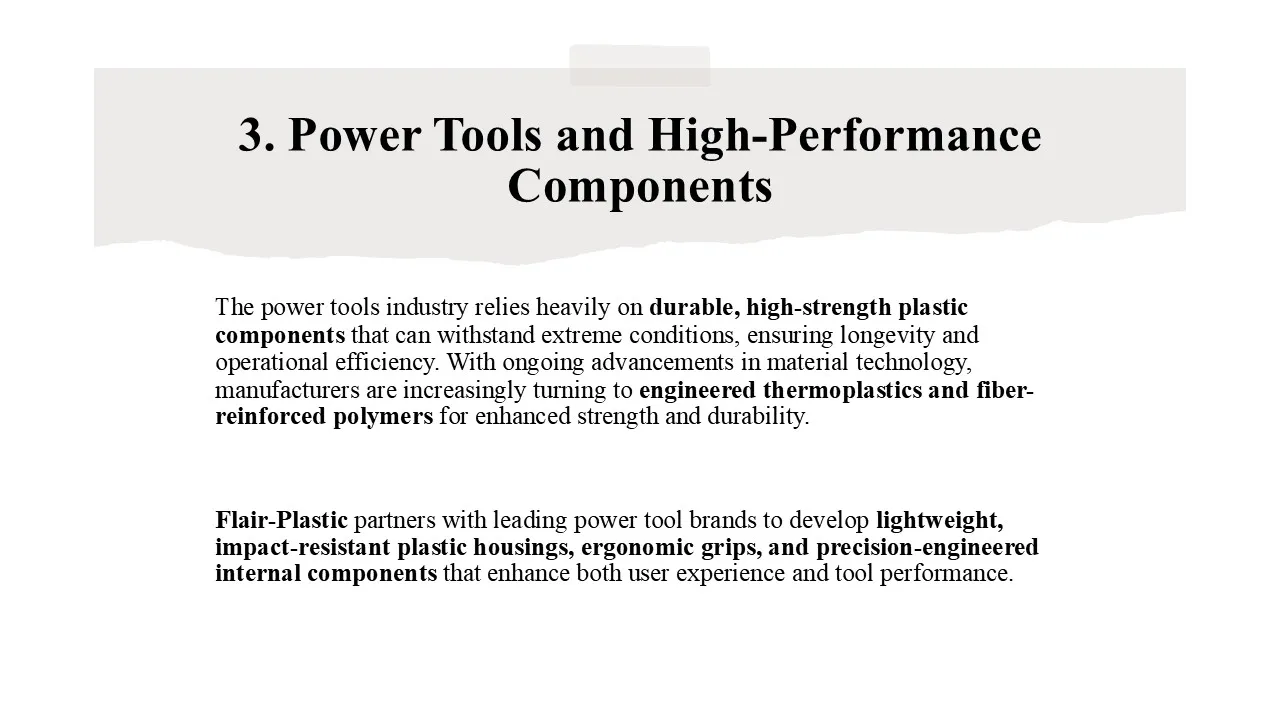 3. Power Tools and High-Performance
Components
The power tools industry relies heavily on durable, high-strength plastic
components that can withstand extreme conditions, ensuring longevity and
operational efficiency. With ongoing advancements in material technology,
manufacturers are increasingly turning to engineered thermoplastics and fiber-
reinforced polymers for enhanced strength and durability.
Flair-Plastic partners with leading power tool brands to develop lightweight,
impact-resistant plastic housings, ergonomic grips, and precision-engineered
internal components that enhance both user experience and tool performance.